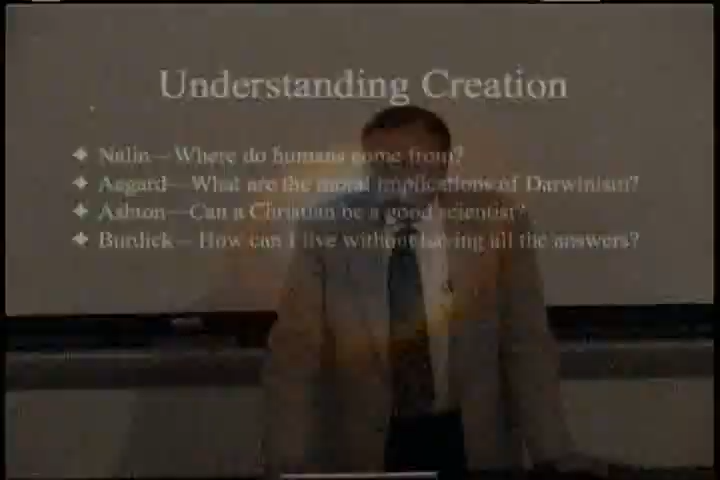 Understanding Creation
Nalin—Where do humans come from?
Aagard—What are the moral implications of Darwinism?
Ashton—Can a Christian be a good scientist?
Burdick—How can I live without having all the answers?